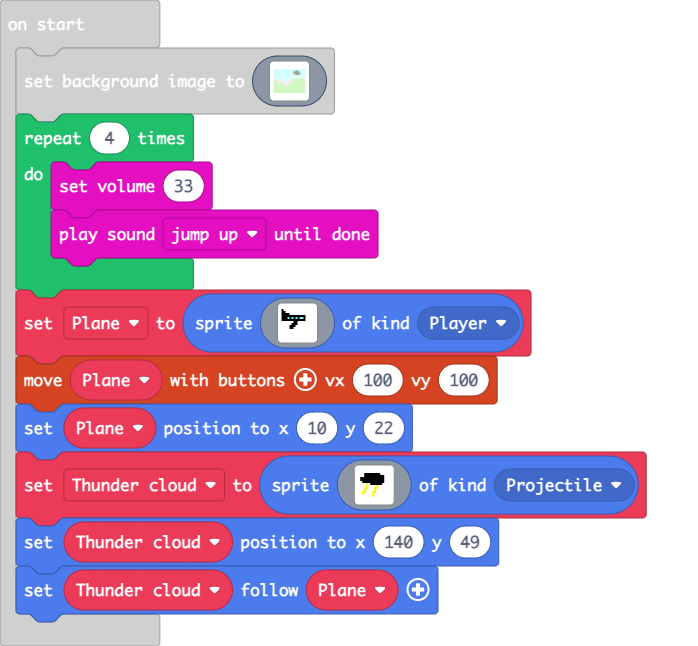 on start
set background image to
repeat 4 times
do
set volume 33
play sound jump up until done
set Plane to sprite of kind Player
move Plane with buttons vx 100 vy 100
set Plane position to x 10 y 22
set Thunder cloud to sprite of kind Projectile
set Thunder cloud position to x 140 y 49
set Thunder cloud follow Plane